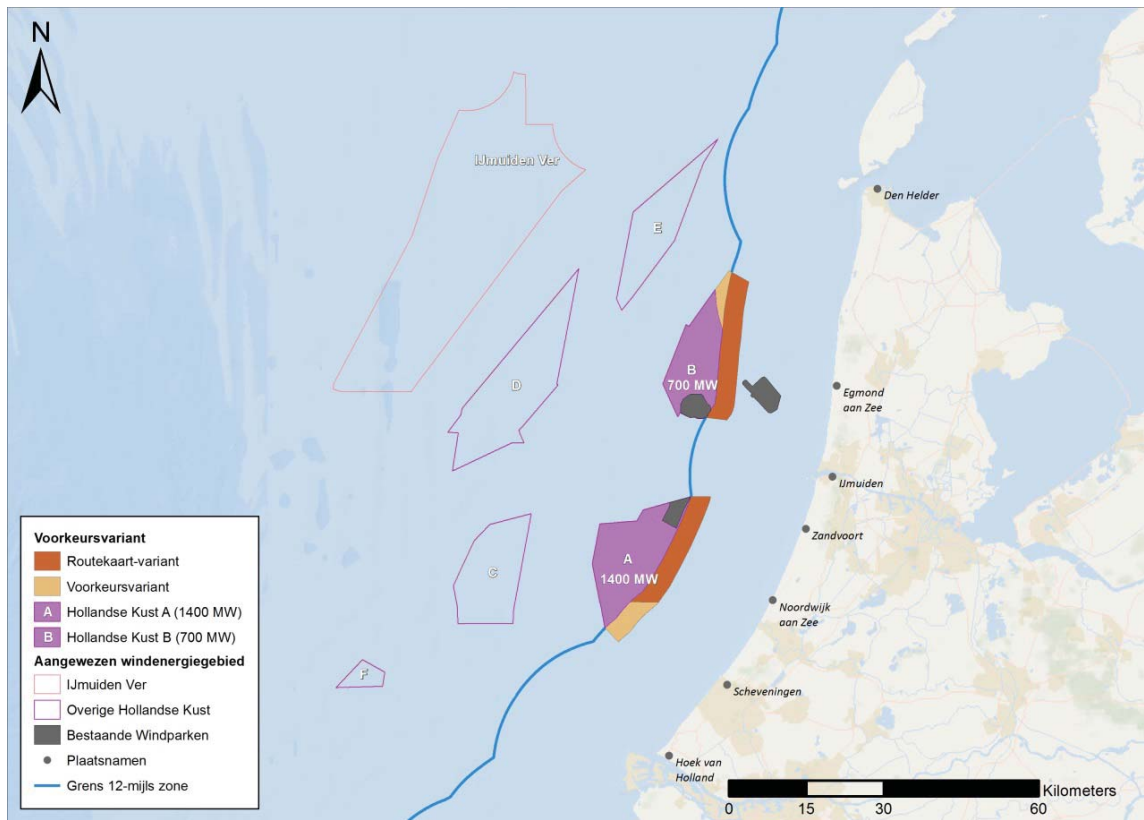 N
IJmuiden Ver
Den Helder
E
B
700 MW
D
Egmond
aan Zee
IJmuiden
Zandvoort
A
1400 MW
C
Noordwijk
aan Zee
F
Scheveningen
Hoek van
Holland
Voorkeursvariant
Routekaart-variant
Voorkeursvariant
A Hollandse Kust A (1400 MW)
B Hollandse Kust B (700 MW)
Aangewezen windenergiegebied
IJmuiden Ver
Overige Hollandse Kust
Bestaande Windparken
Plaatsnamen
Grens 12-mijls zone
Kilometers
0 15 30 60